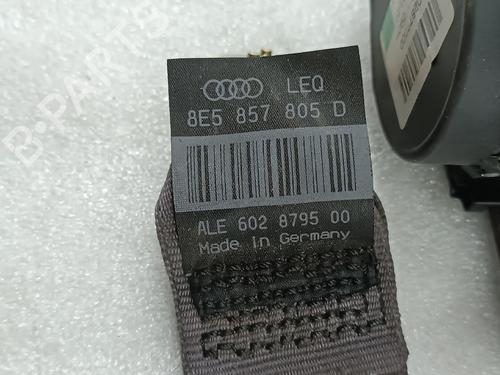 LEQ
8E5 857 805 D
ALE 602 8795 00
Made in Germany
B-PARTS